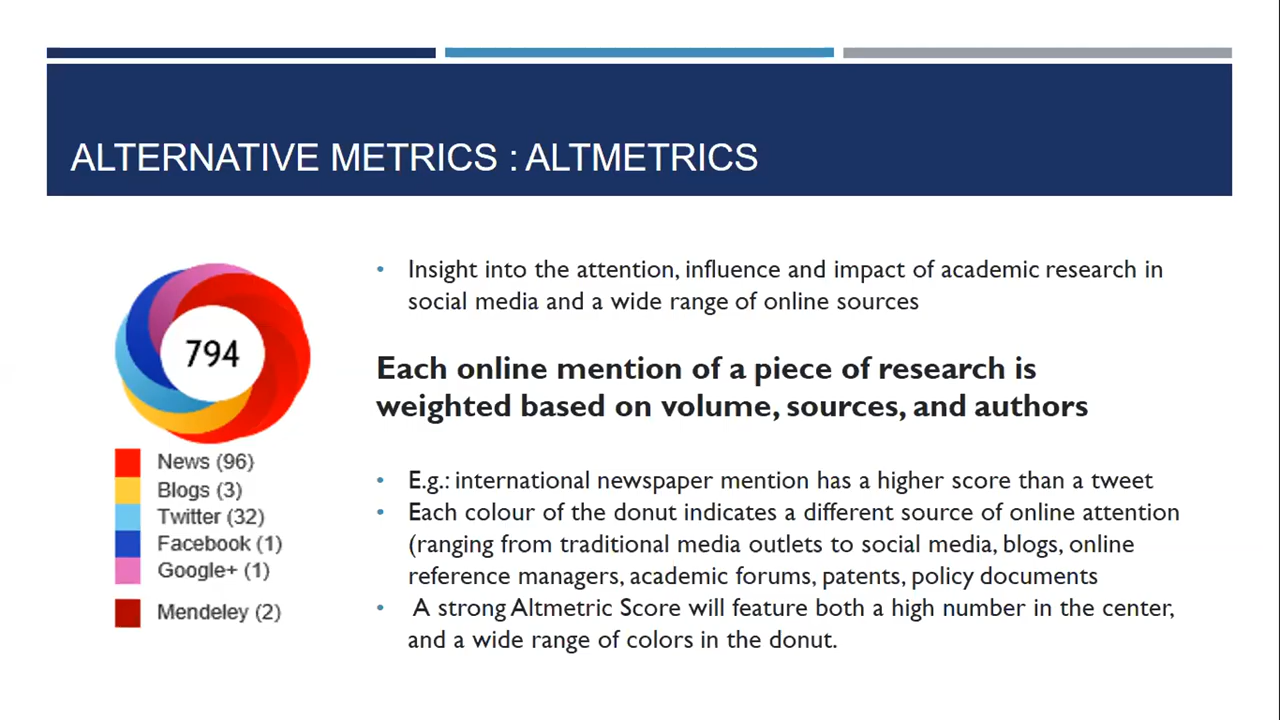 ALTERNATIVE METRICS : ALTMETRICS
794
News (96)
Blogs (3)
Twitter (32)
Facebook (1)
Google+ (1)
Mendeley (2)
• Insight into the attention, influence and impact of academic research in
social media and a wide range of online sources
Each online mention of a piece of research is
weighted based on volume, sources, and authors
• E.g.: international newspaper mention has a higher score than a tweet
• Each colour of the donut indicates a different source of online attention
(ranging from traditional media outlets to social media, blogs, online
reference managers, academic forums, patents, policy documents
• A strong Altmetric Score will feature both a high number in the center,
and a wide range of colors in the donut.